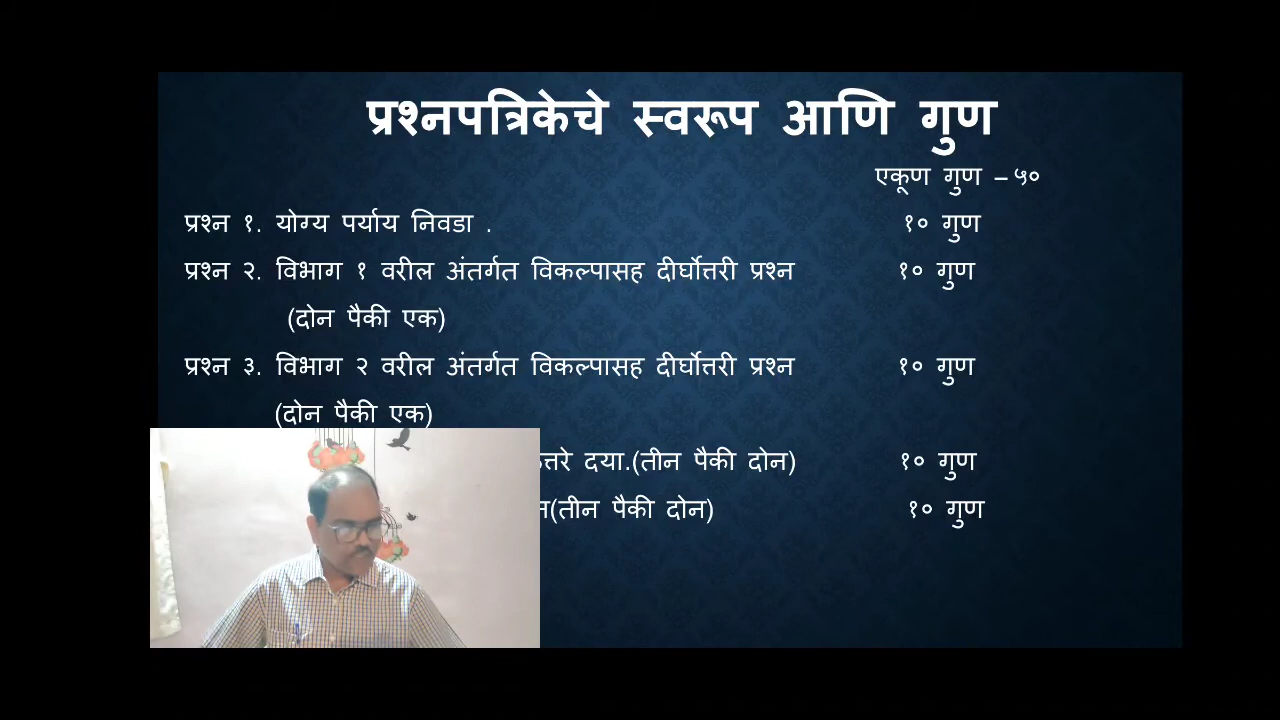 प्रश्नपत्रिकेचे स्वरूप आणि गुण
एकूण गुण – ५०
प्रश्न १. योग्य पर्याय निवडा . १० गुण
प्रश्न २. विभाग १ वरील अंतर्गत विकल्पासह दीर्घोत्तरी प्रश्न १० गुण
(दोन पैकी एक)
प्रश्न ३. विभाग २ वरील अंतर्गत विकल्पासह दीर्घोत्तरी प्रश्न १० गुण
(दोन पैकी एक)
दया.(तीन पैकी दोन) १० गुण
(तीन पैकी दोन) १० गुण